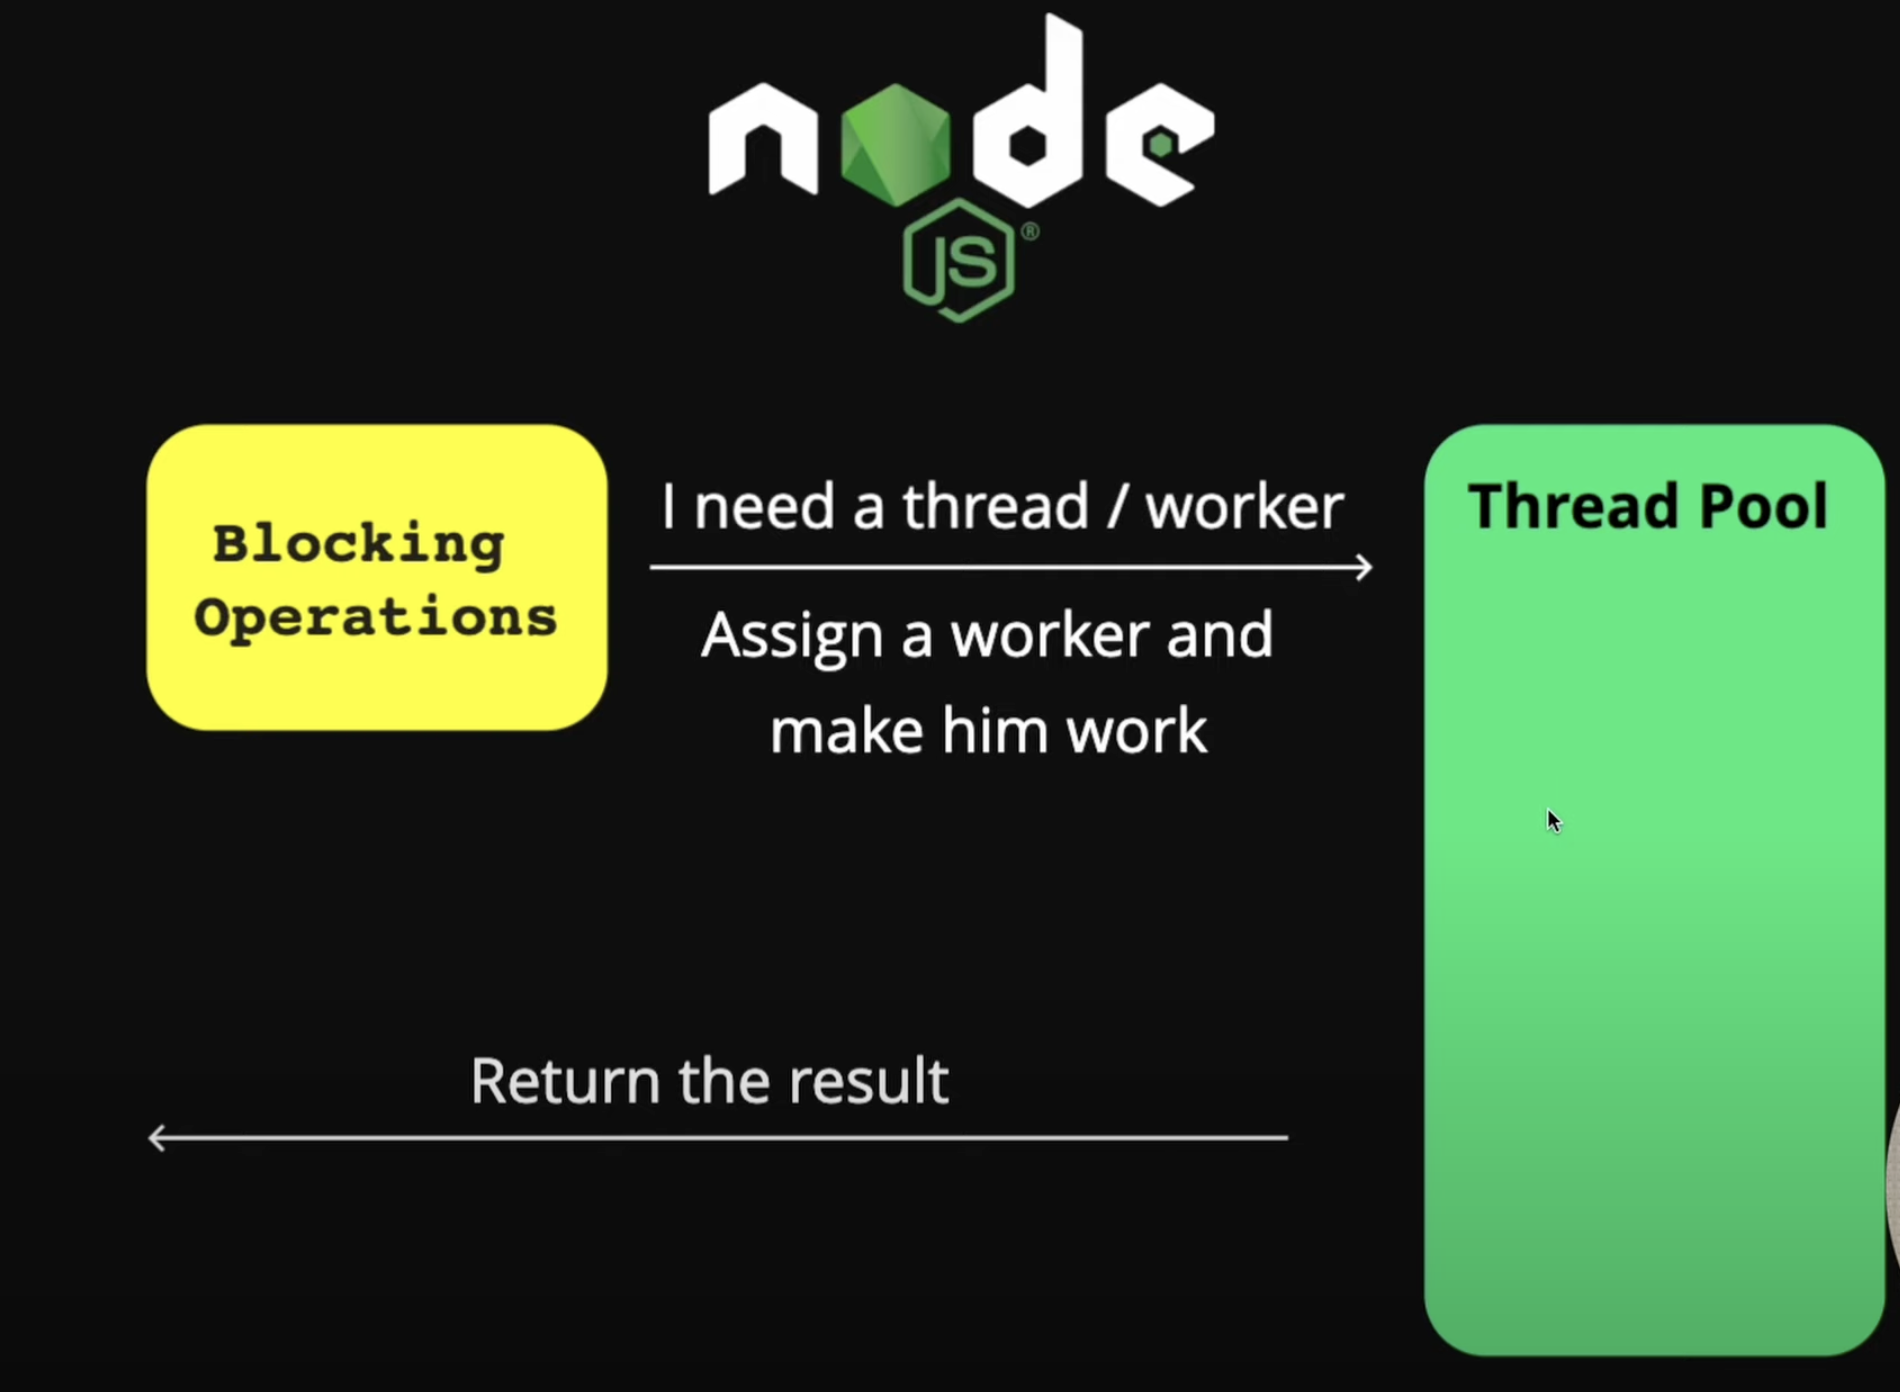 node
JS®
Blocking
Operations
I need a thread / worker
Assign a worker and
make him work
Thread Pool
Return the result